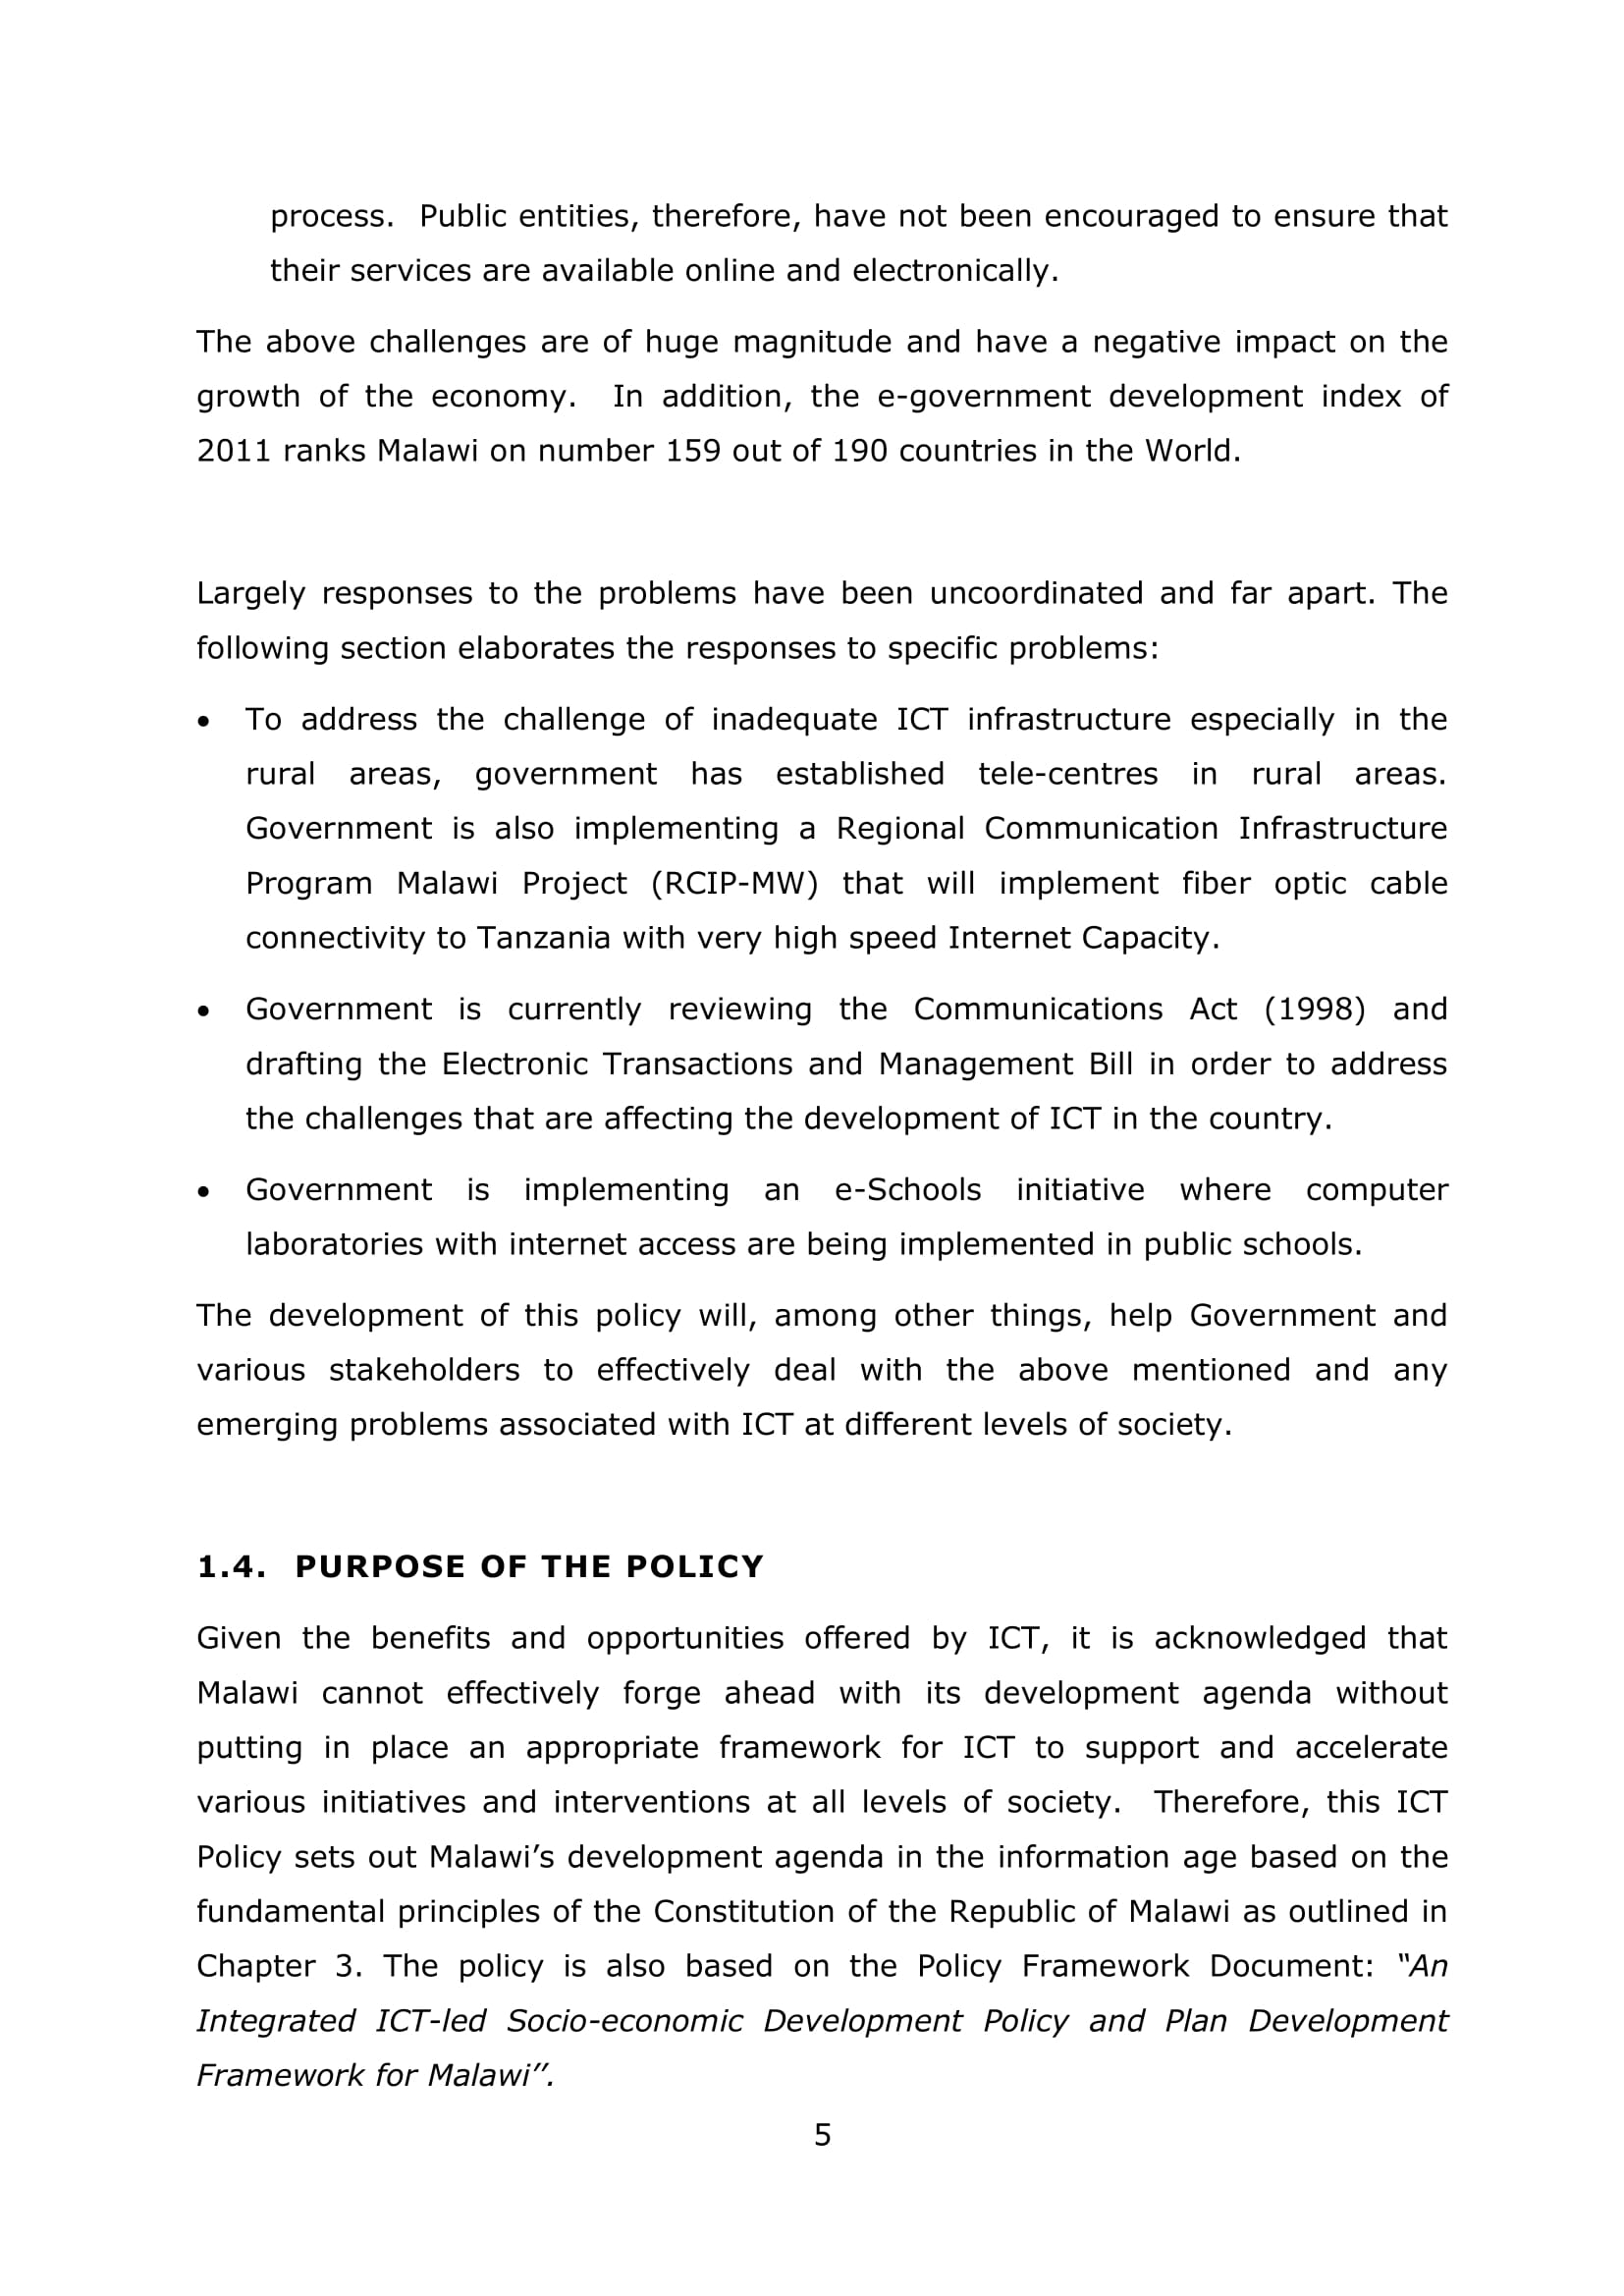 process.  Public entities, therefore, have not been encouraged to ensure that
their services are available online and electronically.
The above challenges are of huge magnitude and have a negative impact on the
growth of the economy.  In addition, the e-government development index of
2011 ranks Malawi on number 159 out of 190 countries in the World.
Largely responses to the problems have been uncoordinated and far apart. The
following section elaborates the responses to specific problems:
• To address the challenge of inadequate ICT infrastructure especially in the
rural areas, government has established tele-centres in rural areas.
Government is also implementing a Regional Communication Infrastructure
Program Malawi Project (RCIP-MW) that will implement fiber optic cable
connectivity to Tanzania with very high speed Internet Capacity.
• Government is currently reviewing the Communications Act (1998) and
drafting the Electronic Transactions and Management Bill in order to address
the challenges that are affecting the development of ICT in the country.
• Government is implementing an e-Schools initiative where computer
laboratories with internet access are being implemented in public schools.
The development of this policy will, among other things, help Government and
various stakeholders to effectively deal with the above mentioned and any
emerging problems associated with ICT at different levels of society.
1.4.  PURPOSE OF THE POLICY
Given the benefits and opportunities offered by ICT, it is acknowledged that
Malawi cannot effectively forge ahead with its development agenda without
putting in place an appropriate framework for ICT to support and accelerate
various initiatives and interventions at all levels of society.  Therefore, this ICT
Policy sets out Malawi’s development agenda in the information age based on the
fundamental principles of the Constitution of the Republic of Malawi as outlined in
Chapter 3. The policy is also based on the Policy Framework Document: “An
Integrated ICT-led Socio-economic Development Policy and Plan Development
Framework for Malawi”.
5